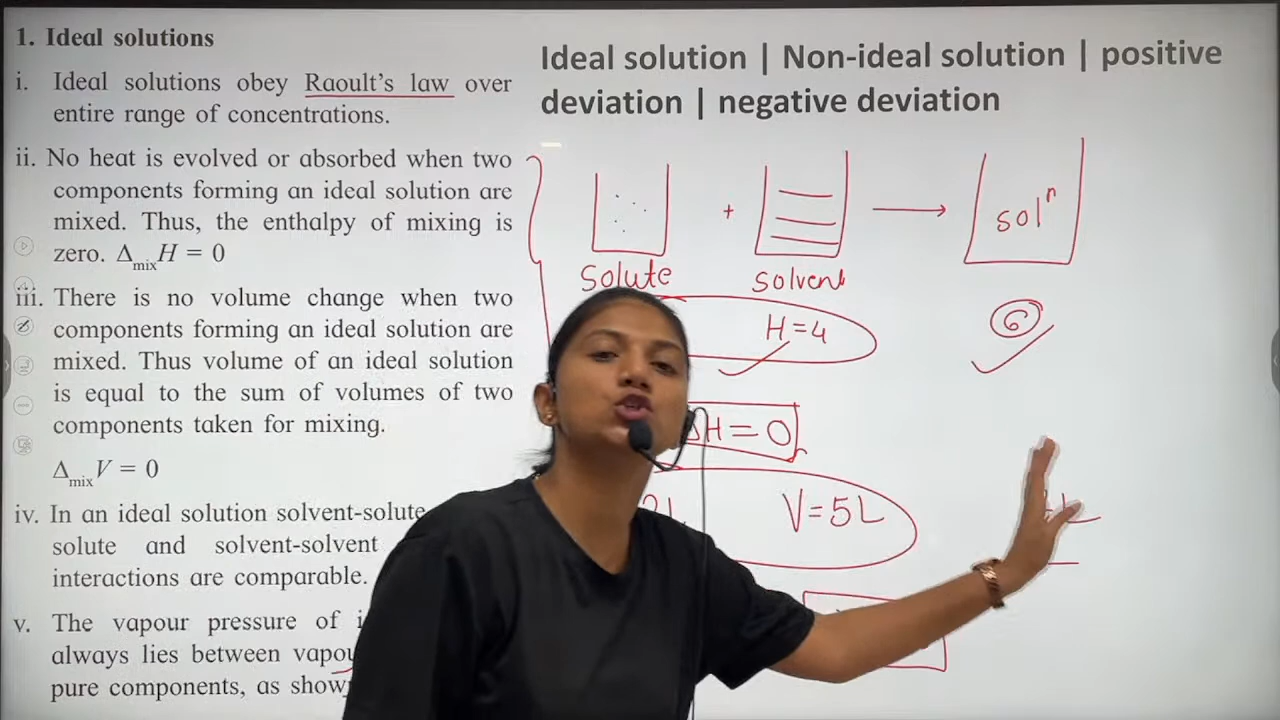 1. Ideal solutions
i. Ideal solutions obey Raoult's law over
entire range of concentrations.
ii. No heat is evolved or absorbed when two
components forming an ideal solution are
mixed. Thus, the enthalpy of mixing is
zero. ΔmixH = 0
iii. There is no volume change when two
components forming an ideal solution are
mixed. Thus volume of an ideal solution
is equal to the sum of volumes of two
components taken for mixing.
ΔmixV = 0
iv. In an ideal solution solvent-solute
solute and solvent-solvent
interactions are comparable.
v. The vapour pressure of
always lies between
pure components, as
Ideal solution | Non-ideal solution | positive
deviation | negative deviation
+ → solⁿ
Solute solvent
H=4 6
ΔH=0
V=5L